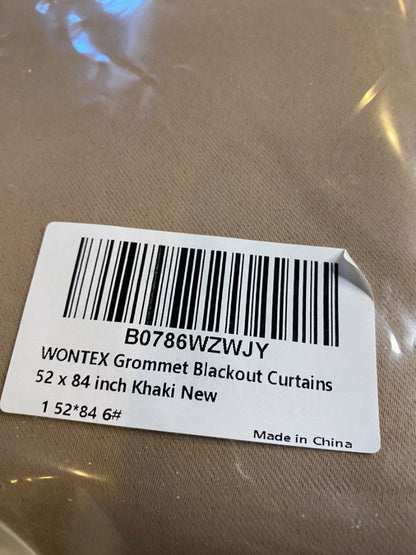 B0786WZWJY
WONTEX Grommet Blackout Curtains
52 x 84 inch Khaki New
1 52*84 6#
Made in China